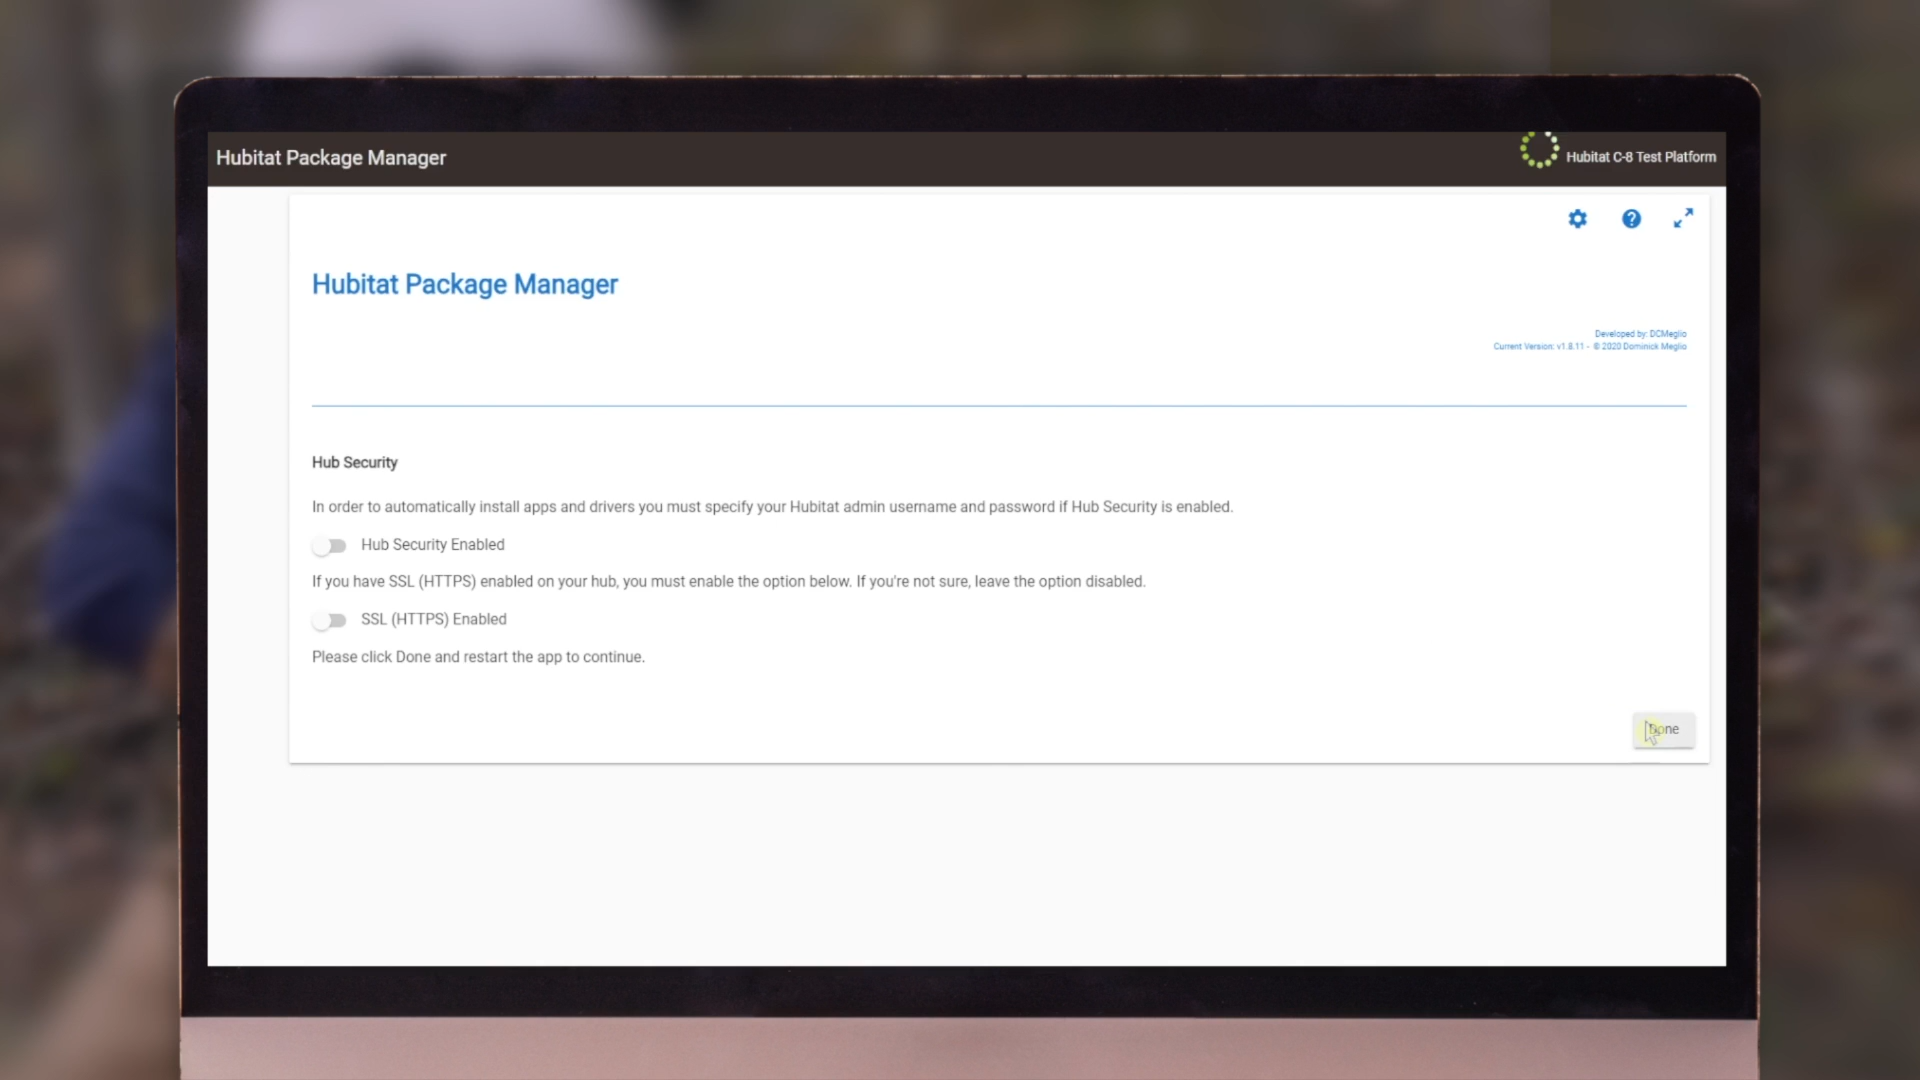 Hubitat Package Manager
Hubitat C-8 Test Platform
Hubitat Package Manager
Developed by: DCMeglio
Current Version: v1.8.11 - © 2020 Dominick Meglio
Hub Security
In order to automatically install apps and drivers you must specify your Hubitat admin username and password if Hub Security is enabled.
Hub Security Enabled
If you have SSL (HTTPS) enabled on your hub, you must enable the option below. If you're not sure, leave the option disabled.
SSL (HTTPS) Enabled
Please click Done and restart the app to continue.
Done